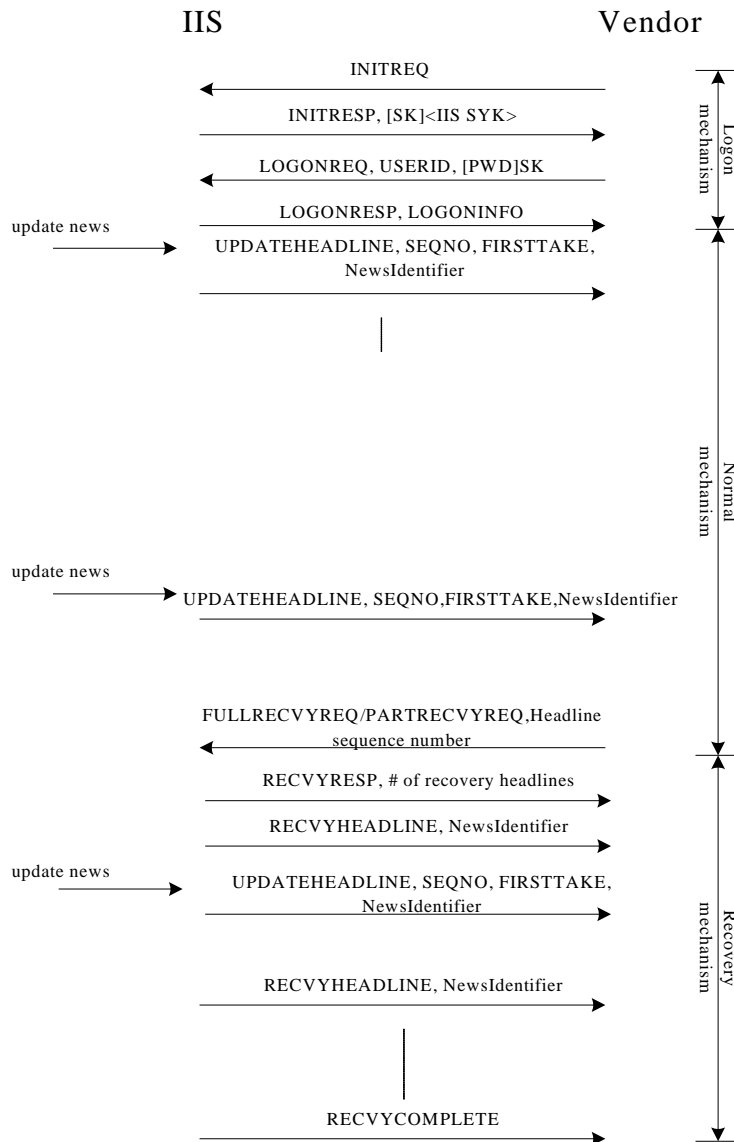 IIS
Vendor
INITREQ
INITRESP, [SK]<IIS SYK>
LOGONREQ, USERID, [PWD]SK
LOGONRESP, LOGONINFO
Logon
mechanism
update news
UPDATEHEADLINE, SEQNO, FIRSTTAKE,
NewsIdentifier
Normal
mechanism
update news
UPDATEHEADLINE, SEQNO,FIRSTTAKE,NewsIdentifier
FULLRECVYREQ/PARTRECVYREQ,Headline
sequence number
RECVYRESP, # of recovery headlines
RECVYHEADLINE, NewsIdentifier
update news
UPDATEHEADLINE, SEQNO, FIRSTTAKE,
NewsIdentifier
Recovery
mechanism
RECVYHEADLINE, NewsIdentifier
RECVYCOMPLETE